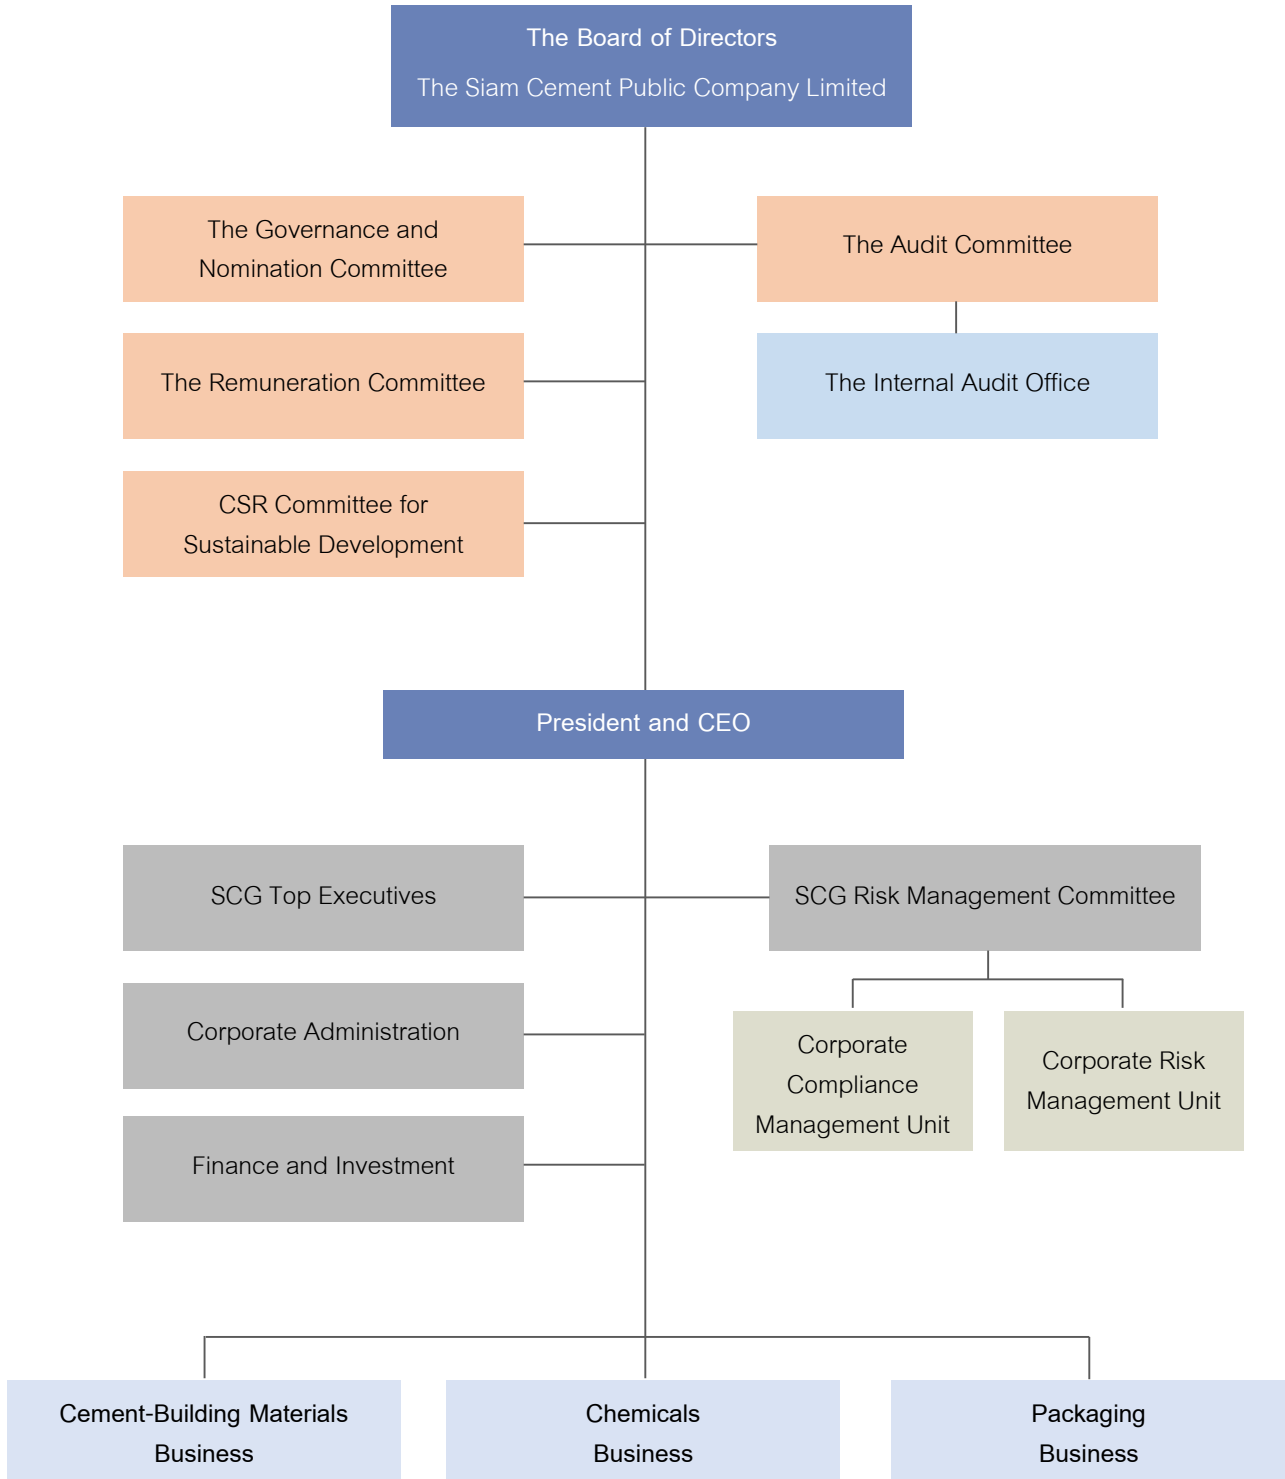 The Board of Directors
The Siam Cement Public Company Limited
The Governance and
Nomination Committee
The Audit Committee
The Remuneration Committee
The Internal Audit Office
CSR Committee for
Sustainable Development
President and CEO
SCG Top Executives
SCG Risk Management Committee
Corporate Administration
Corporate
Compliance
Management Unit
Corporate Risk
Management Unit
Finance and Investment
Cement-Building Materials
Business
Chemicals
Business
Packaging
Business